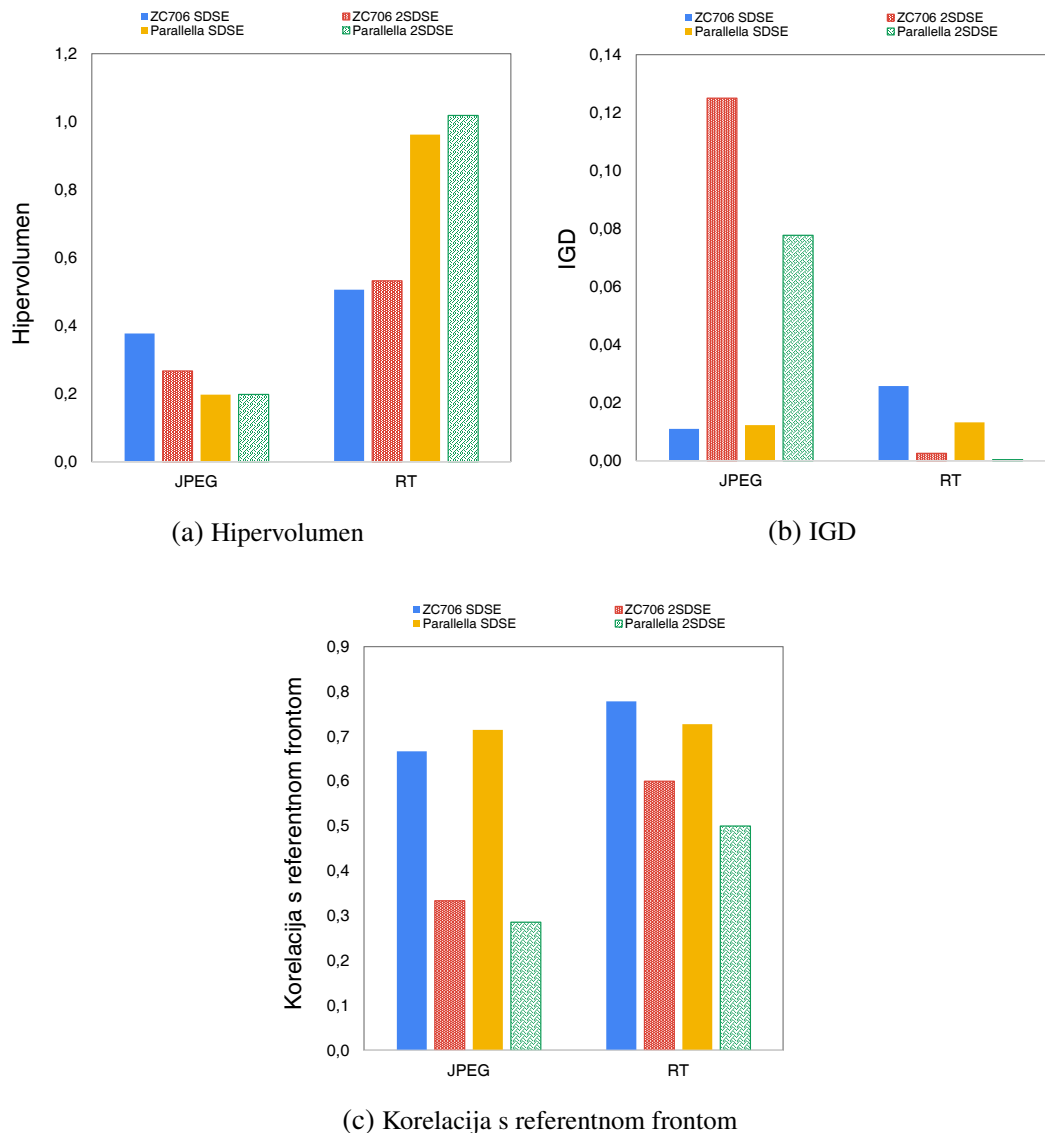 ZC706 SDSE
ZC706 2SDSE
Parallella SDSE
Parallella 2SDSE
Hipervolumen
1,2
1,0
0,8
0,6
0,4
0,2
0,0
JPEG
RT
(a) Hipervolumen
ZC706 SDSE
ZC706 2SDSE
Parallella SDSE
Parallella 2SDSE
IGD
0,14
0,12
0,10
0,08
0,06
0,04
0,02
0,00
JPEG
RT
(b) IGD
ZC706 SDSE
ZC706 2SDSE
Parallella SDSE
Parallella 2SDSE
Korelacija s referentnom frontom
0,9
0,8
0,7
0,6
0,5
0,4
0,3
0,2
0,1
0,0
JPEG
RT
(c) Korelacija s referentnom frontom